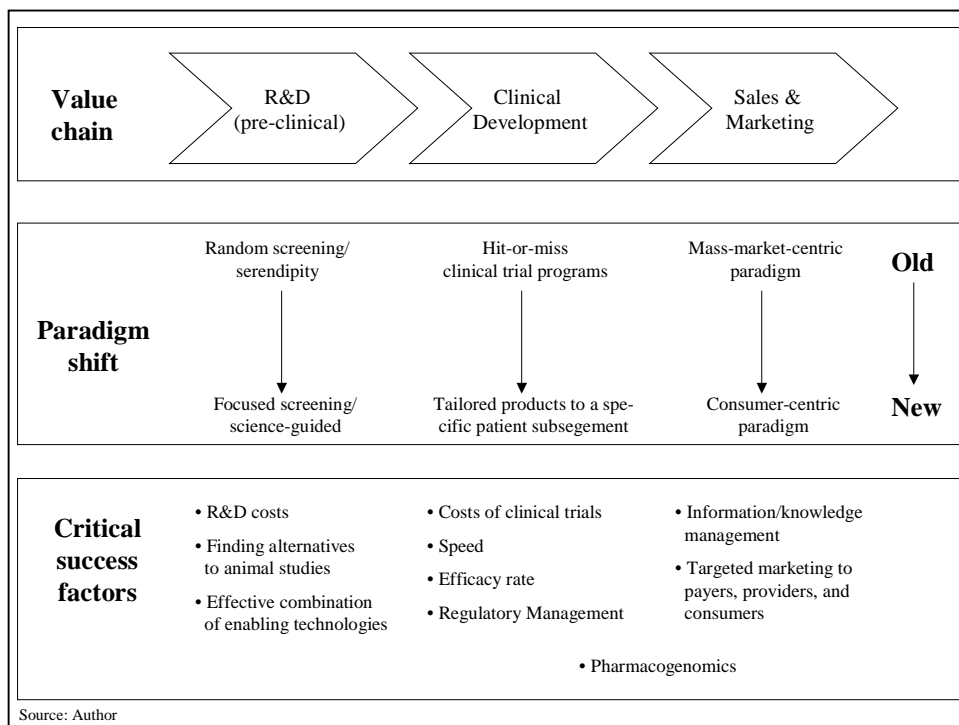 Value
chain
R&D
(pre-clinical)
Clinical
Development
Sales &
Marketing
Paradigm
shift
Random screening/
serendipity
Hit-or-miss
clinical trial programs
Mass-market-centric
paradigm
Old
Focused screening/
science-guided
Tailored products to a spe-
cific patient subsegement
Consumer-centric
paradigm
New
Critical
success
factors
• R&D costs
• Finding alternatives
to animal studies
• Effective combination
of enabling technologies
• Costs of clinical trials
• Speed
• Efficacy rate
• Regulatory Management
• Information/knowledge
management
• Targeted marketing to
payers, providers, and
consumers
• Pharmacogenomics
Source: Author